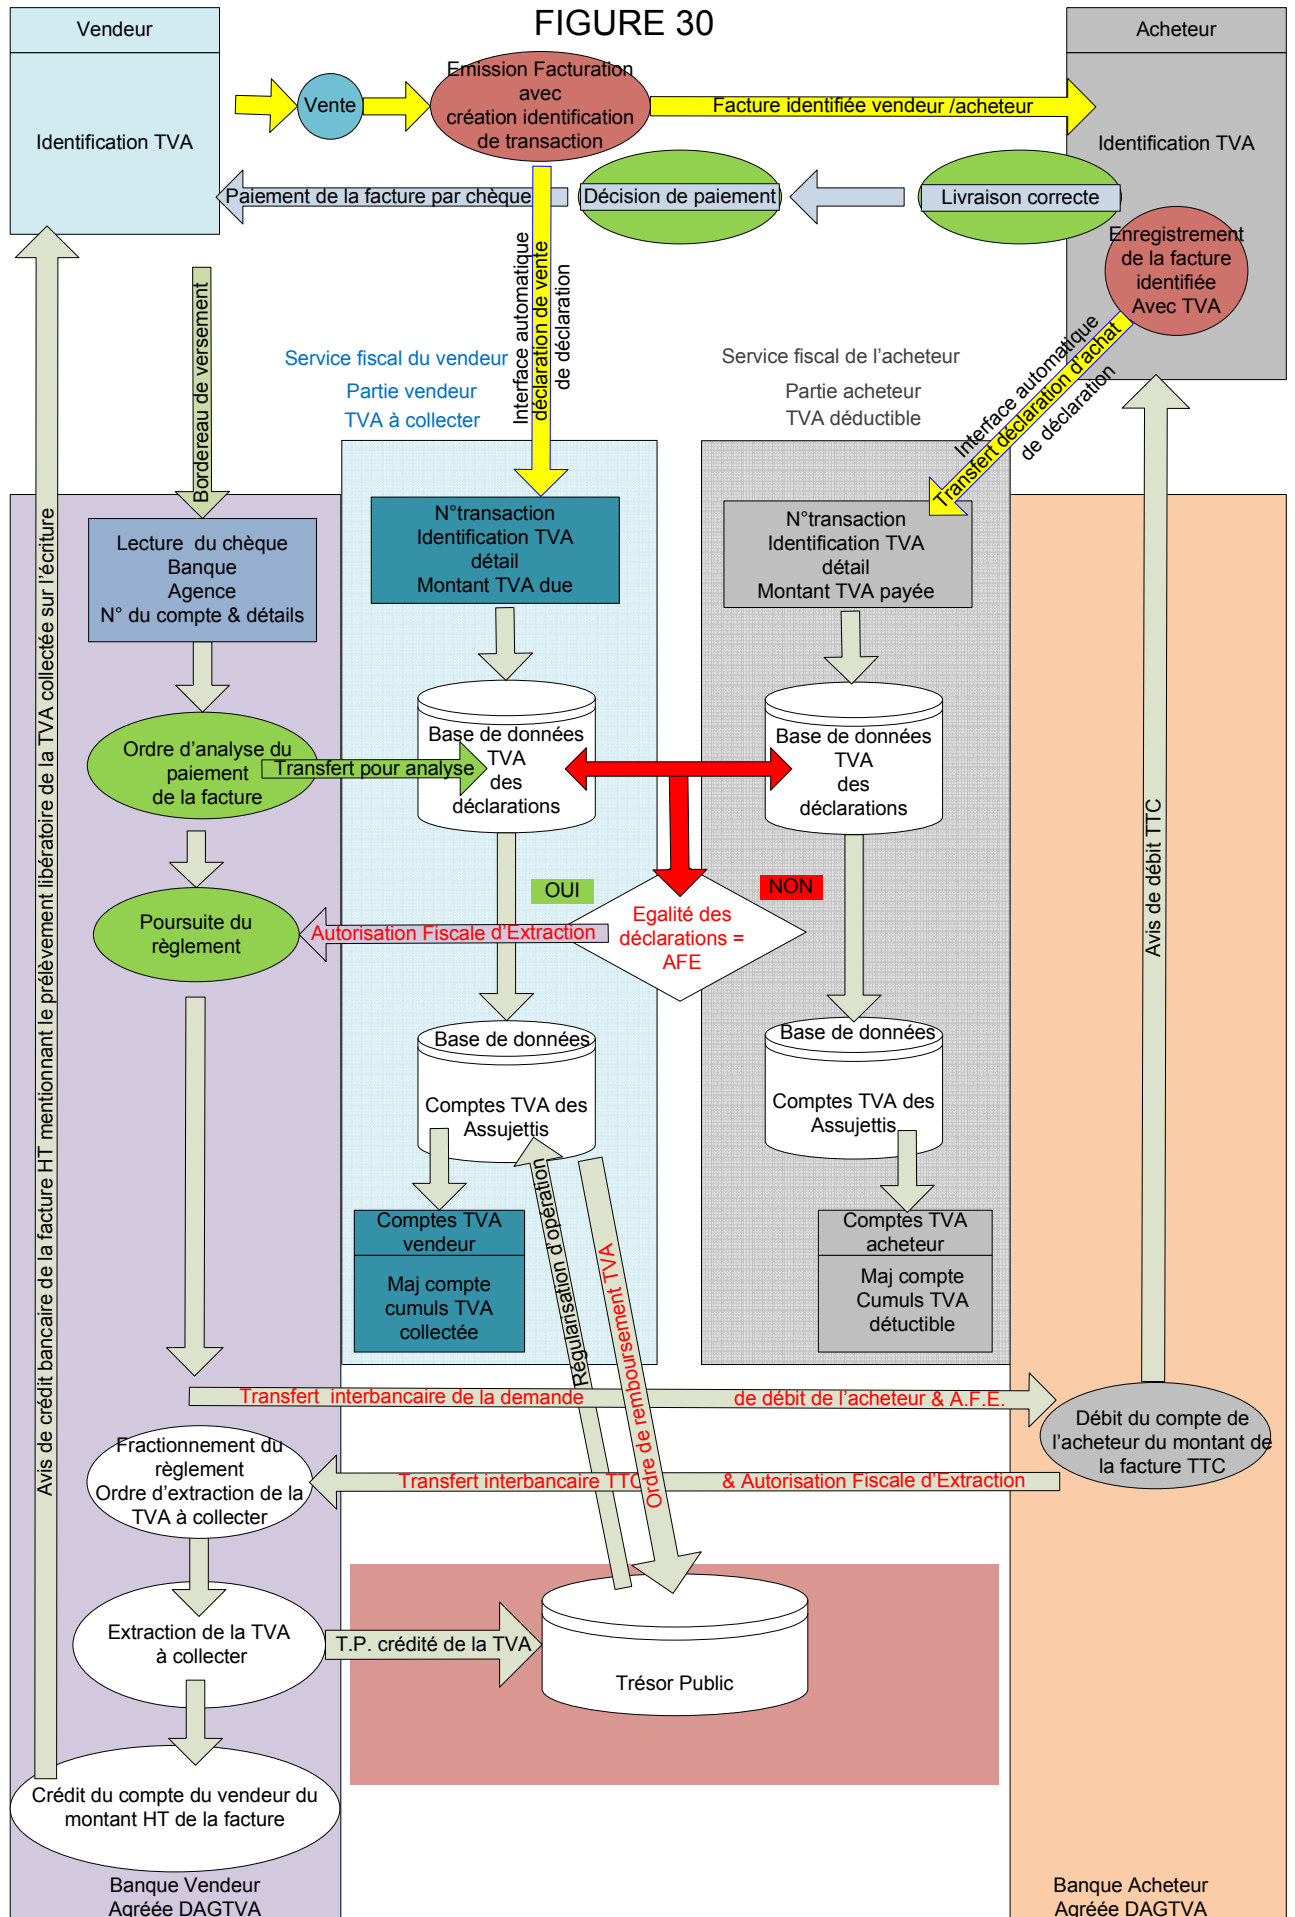 FIGURE 30
Vendeur
Identification TVA
Vente
Emission Facturation
avec
création identification
de transaction
Facture identifiée vendeur /acheteur
Acheteur
Identification TVA
Paiement de la facture par chèque
Décision de paiement
Livraison correcte
Enregistrement
de la facture
identifiée
Avec TVA
Bordereau de versement
Interface automatique
déclaration de vente
de déclaration
Interface automatique
Transfert déclaration d'achat
de déclaration
Service fiscal du vendeur
Partie vendeur
TVA à collecter
Service fiscal de l'acheteur
Partie acheteur
TVA déductible
Lecture du chèque
Banque
Agence
N° du compte & détails
N°transaction
Identification TVA
détail
Montant TVA due
N°transaction
Identification TVA
détail
Montant TVA payée
Ordre d'analyse du
paiement
de la facture
Transfert pour analyse
Base de données
TVA
des
déclarations
Base de données
TVA
des
déclarations
OUI
NON
Poursuite du
règlement
Autorisation Fiscale d'Extraction
Egalité des
déclarations =
AFE
Base de données
Comptes TVA des
Assujettis
Base de données
Comptes TVA des
Assujettis
Avis de débit TTC
Avis de crédit bancaire de la facture HT mentionnant le prélèvement libératoire de la TVA collectée sur l'écriture
Comptes TVA
vendeur
Maj compte
cumuls TVA
collectée
Régularisation d'opération
Ordre de remboursement TVA
Comptes TVA
acheteur
Maj compte
Cumuls TVA
détuctible
Transfert interbancaire de la demande de débit de l'acheteur & A.F.E.
Débit du compte de
l'acheteur du montant de
la facture TTC
Fractionnement du
règlement
Ordre d'extraction de la
TVA à collecter
Transfert interbancaire TTC & Autorisation Fiscale d'Extraction
Extraction de la TVA
à collecter
T.P. crédité de la TVA
Trésor Public
Crédit du compte du vendeur du
montant HT de la facture
Banque Vendeur
Agréée DAGTVA
Banque Acheteur
Agréée DAGTVA